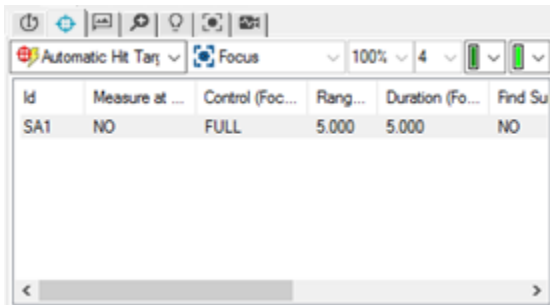 Automatic Hit Targ Focus 100% 4
Id Measure at ... Control (Foc... Rang... Duration (Fo... Find Su
SA1 NO FULL 5.000 5.000 NO